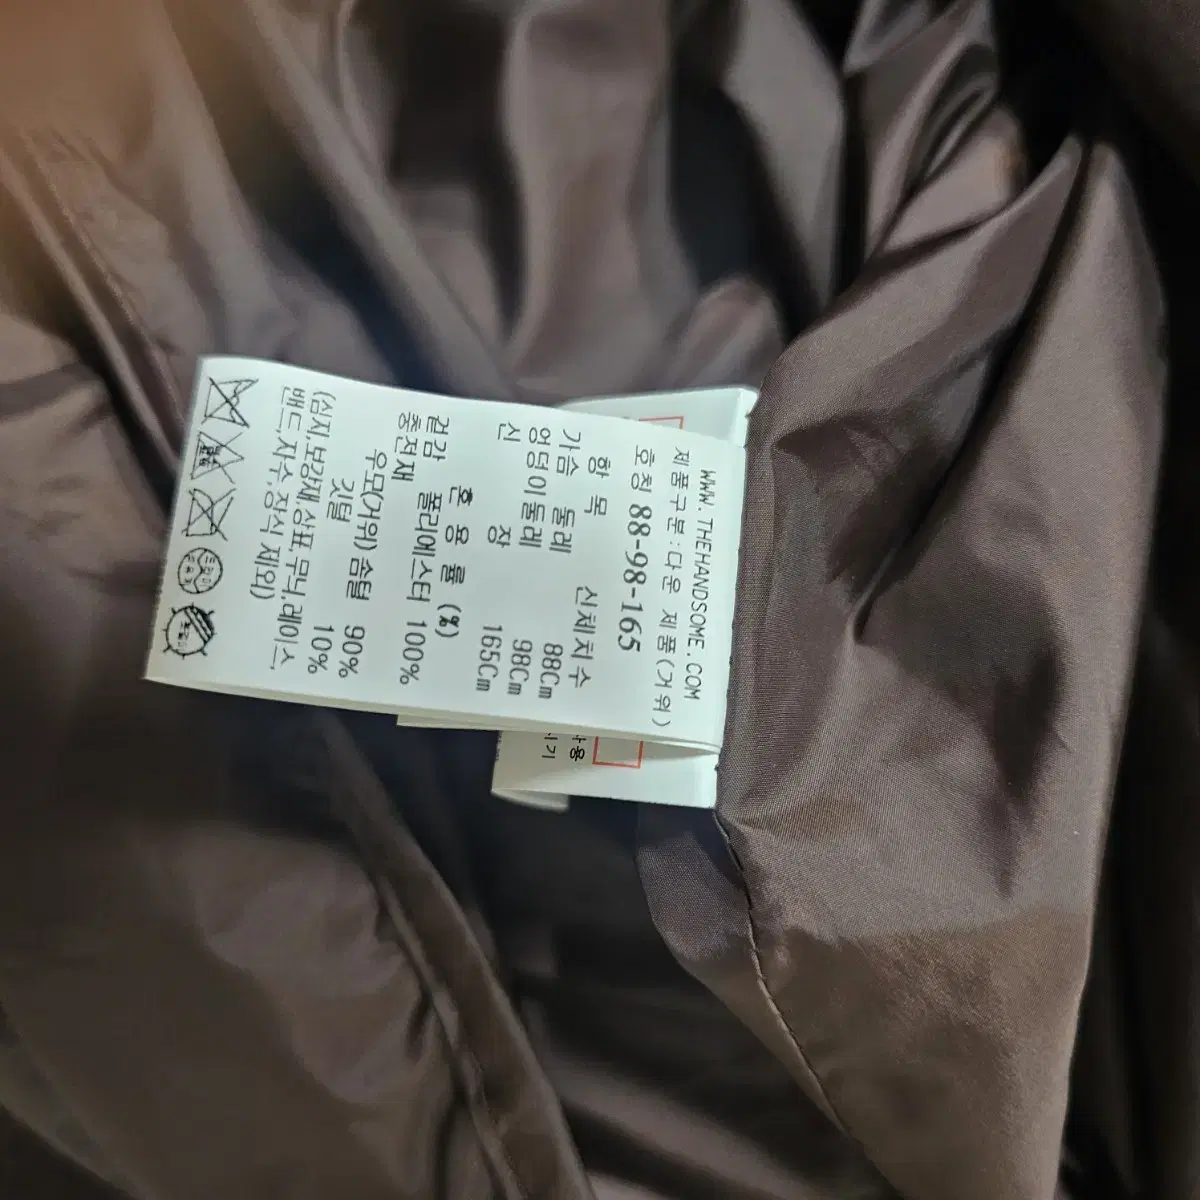 WWW.THEHANDSOME.COM
제품구분:다운 제품(거위)
호칭 88-98-165
항 목 신체치수
가슴 둘레 88Cm
엉덩이둘레 98Cm
신 장 165Cm
혼 용 율 (%)
겉감 폴리에스터 100%
충전재
우모(거위) 솜털 90%
깃털 10%
(심지,보강재,상표,무늬,레이스,
밴드,자수,장식 제외)